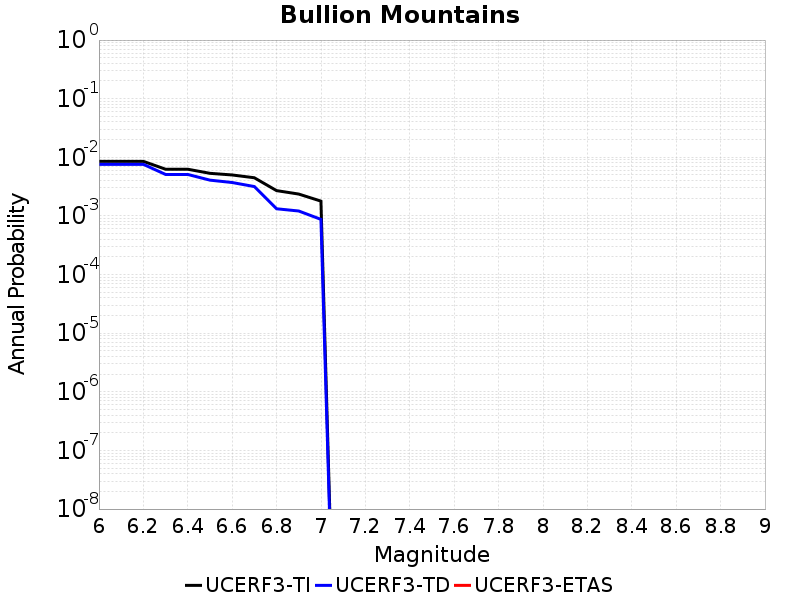 Bullion Mountains
Annual Probability
10^0
10^-1
10^-2
10^-3
10^-4
10^-5
10^-6
10^-7
10^-8
6 6.2 6.4 6.6 6.8 7 7.2 7.4 7.6 7.8 8 8.2 8.4 8.6 8.8 9
Magnitude
UCERF3-TI UCERF3-TD UCERF3-ETAS